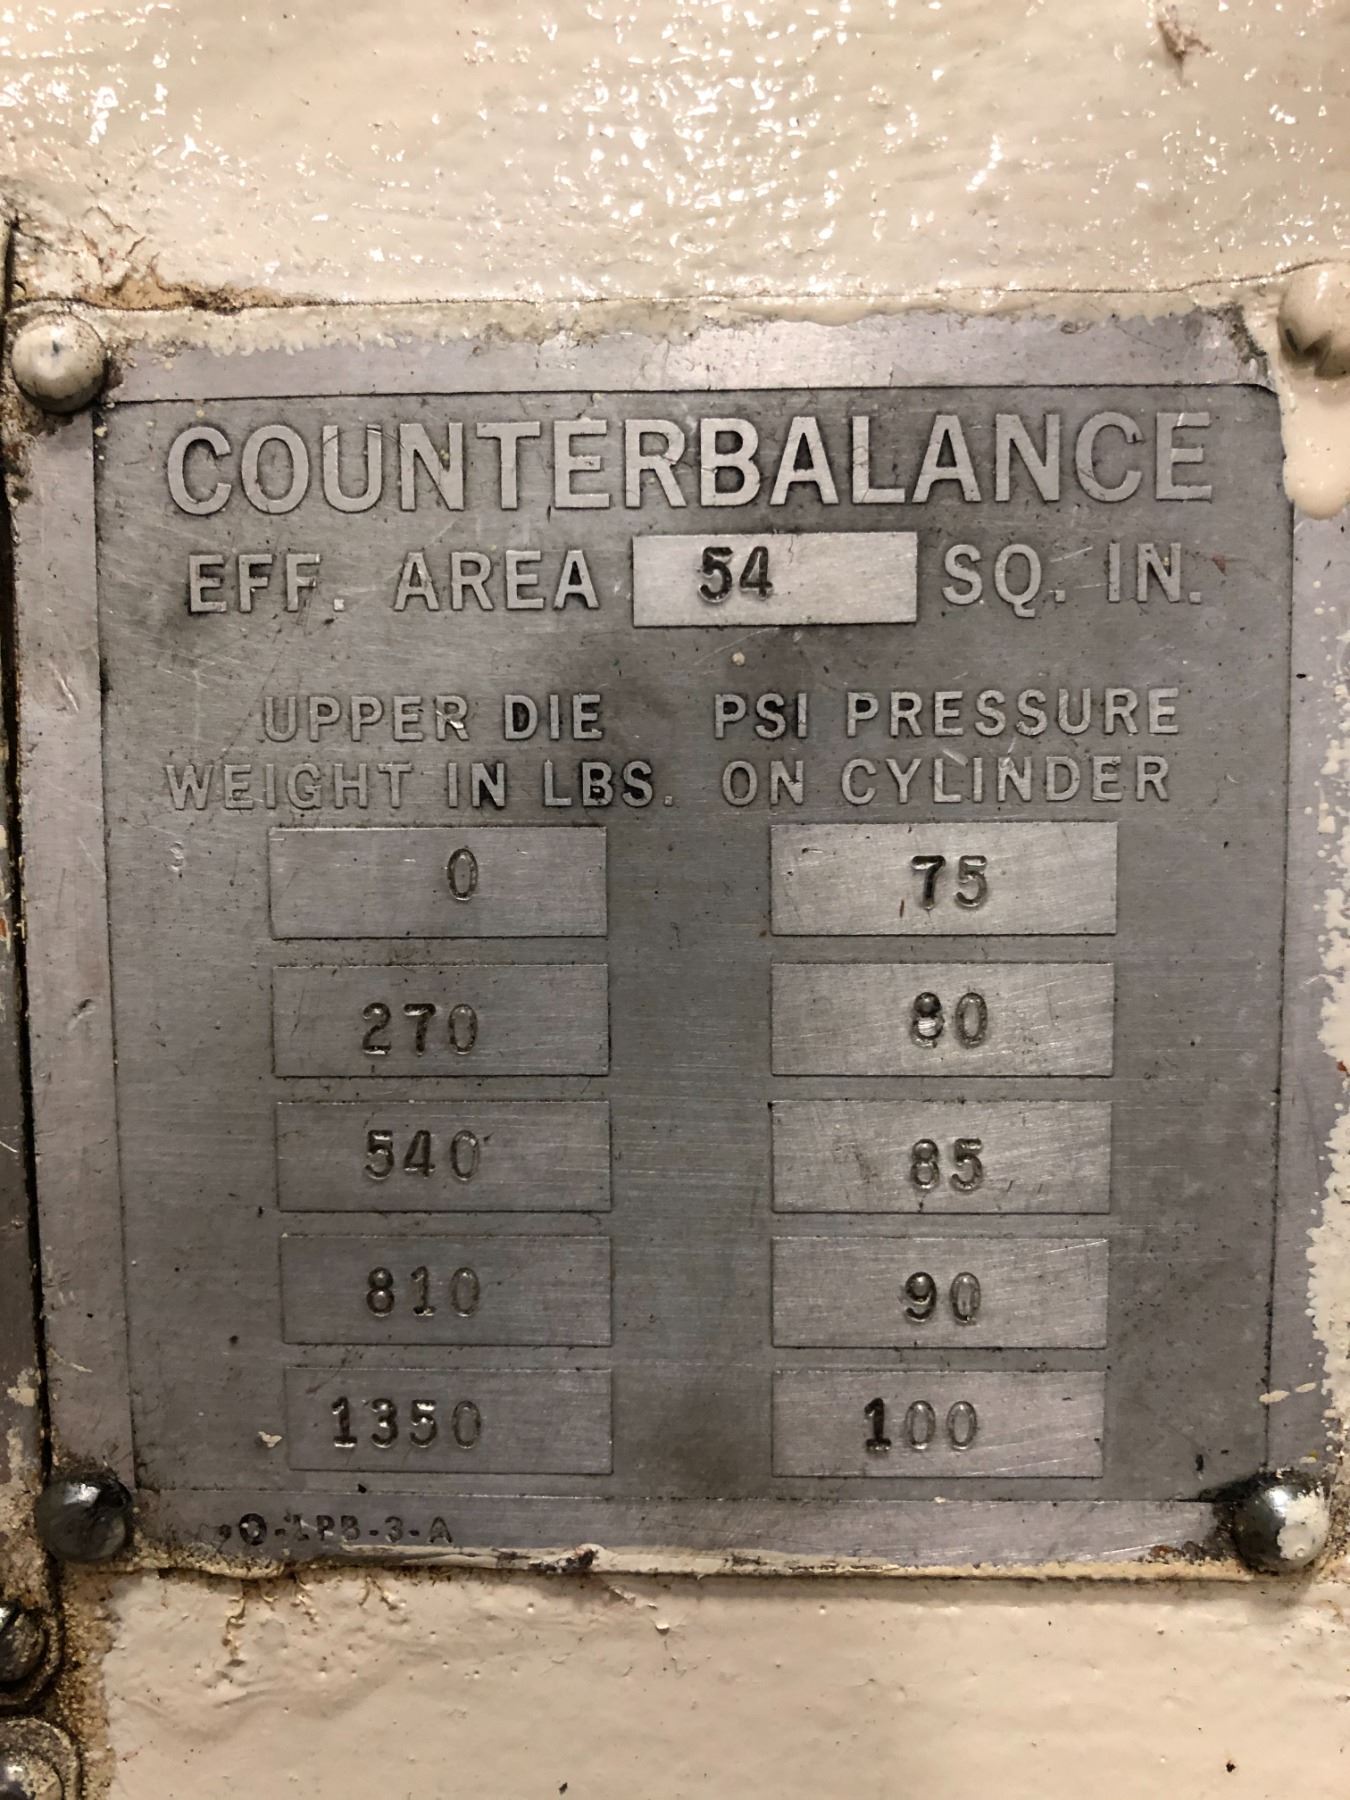 COUNTERBALANCE
EFF. AREA 54 SQ. IN.
UPPER DIE PSI PRESSURE
WEIGHT IN LBS. ON CYLINDER
0 75
270 80
540 85
810 90
1350 100